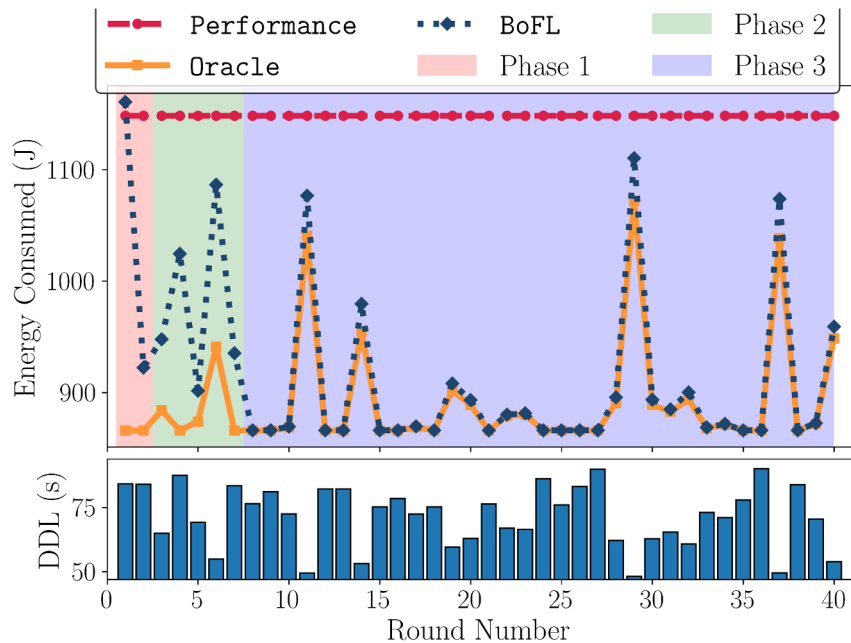 Performance BoFL Phase 2
Oracle Phase 1 Phase 3
Energy Consumed (J)
1100
1000
900
DDL (s)
75
50
0 5 10 15 20 25 30 35 40
Round Number